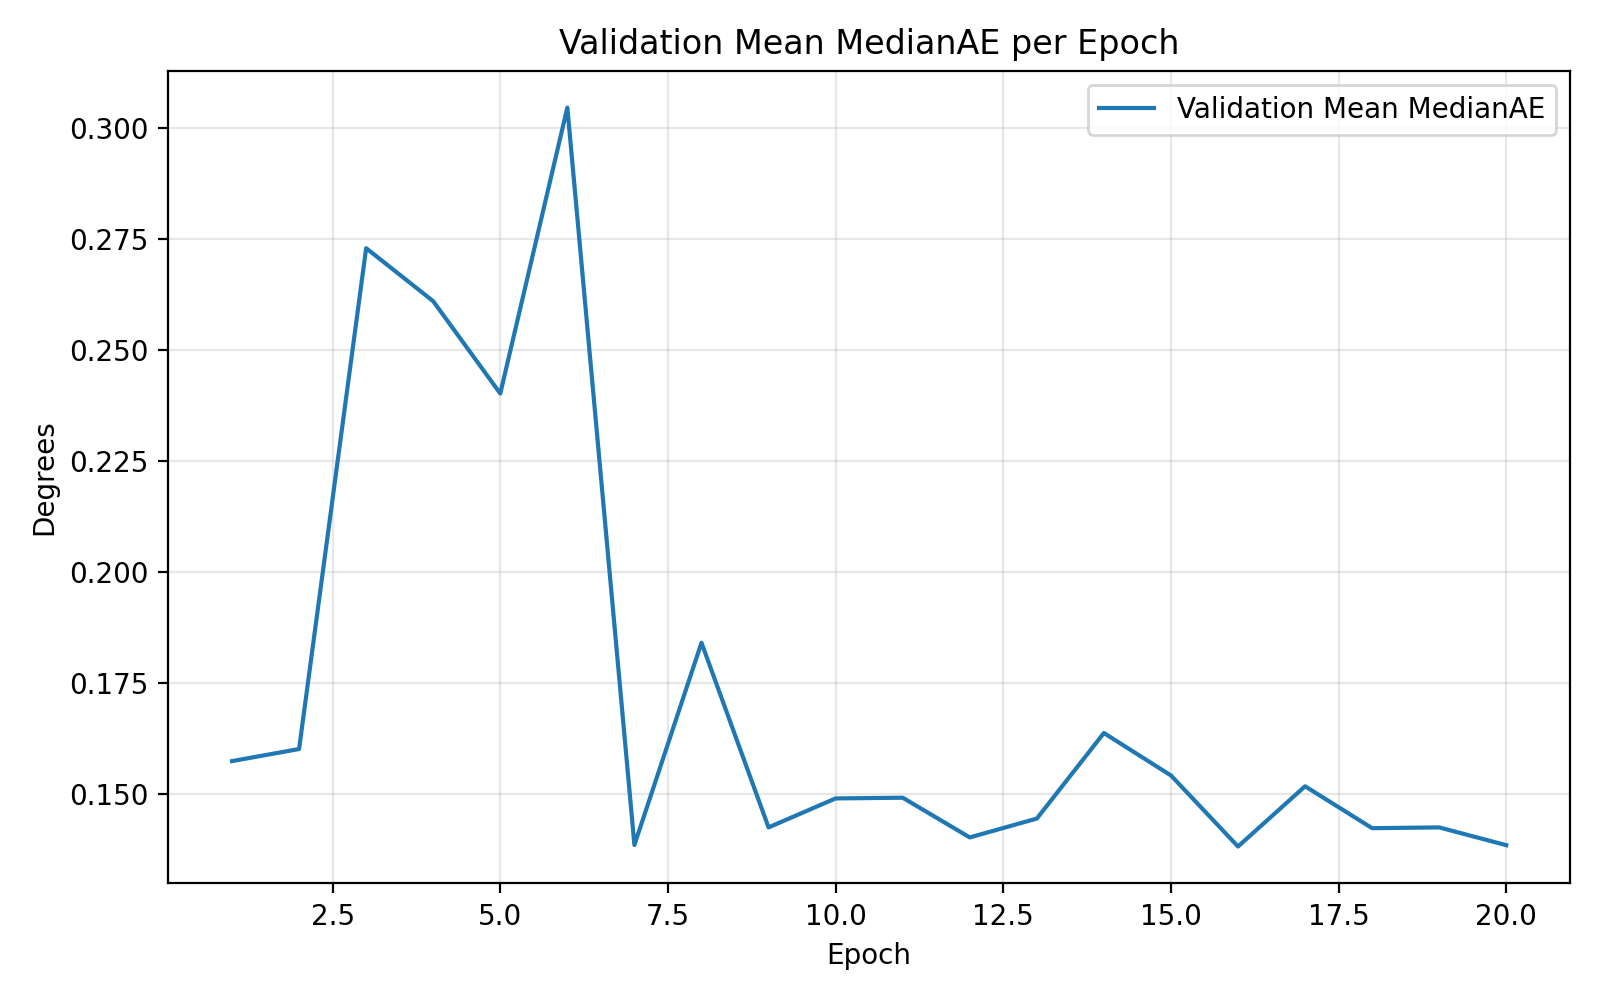 Validation Mean MedianAE per Epoch
Validation Mean MedianAE
0.300
0.275
0.250
0.225
0.200
0.175
0.150
Degrees
2.5 5.0 7.5 10.0 12.5 15.0 17.5 20.0
Epoch